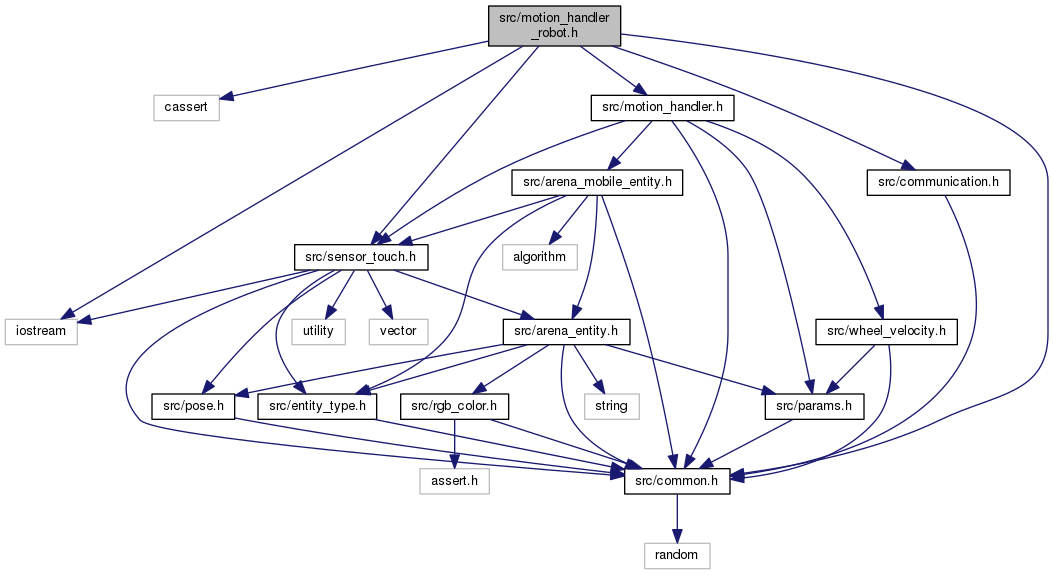 src/motion_handler
_robot.h
cassert
src/motion_handler.h
src/arena_mobile_entity.h
src/communication.h
src/sensor_touch.h
algorithm
iostream
utility
vector
src/arena_entity.h
src/wheel_velocity.h
src/pose.h
src/entity_type.h
src/rgb_color.h
string
src/params.h
assert.h
src/common.h
random